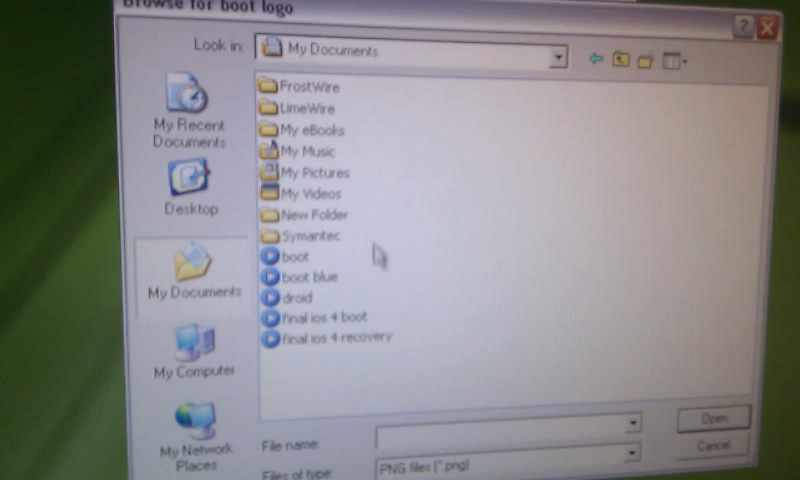 Browse for boot logo
Look in:
My Documents
My Recent
Documents
Desktop
My Documents
My Computer
My Network
Places
FrostWire
LimeWire
My eBooks
My Music
My Pictures
My Videos
New Folder
Symantec
boot
boot blue
droid
final ios 4 boot
final ios 4 recovery
File name:
Open
Files of type:
PNG files (*.png)
Cancel